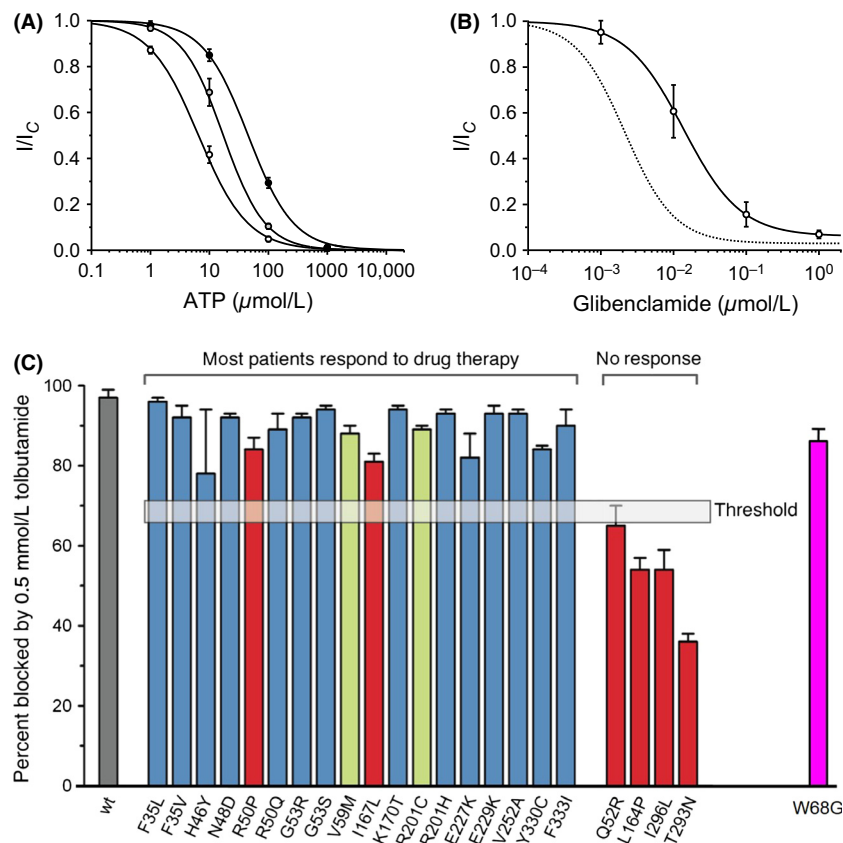 (A)
1.0
0.8
0.6
0.4
0.2
0.0
I/I_C
0.1 1 10 100 1000 10,000
ATP (µmol/L)
(B)
1.0
0.8
0.6
0.4
0.2
0.0
I/I_C
10⁻⁴ 10⁻³ 10⁻² 10⁻¹ 10⁰
Glibenclamide (µmol/L)
(C)
Most patients respond to drug therapy
No response
Percent blocked by 0.5 mmol/L tolbutamide
100
80
60
40
20
0
Threshold
wt
F35L
F35V
H46Y
N48D
R50P
R50Q
G53R
G53S
V59M
I167L
K170T
R201C
R201H
E227K
E229K
V252A
Y330C
F333I
Q52R
L164P
I296L
T293N
W68G